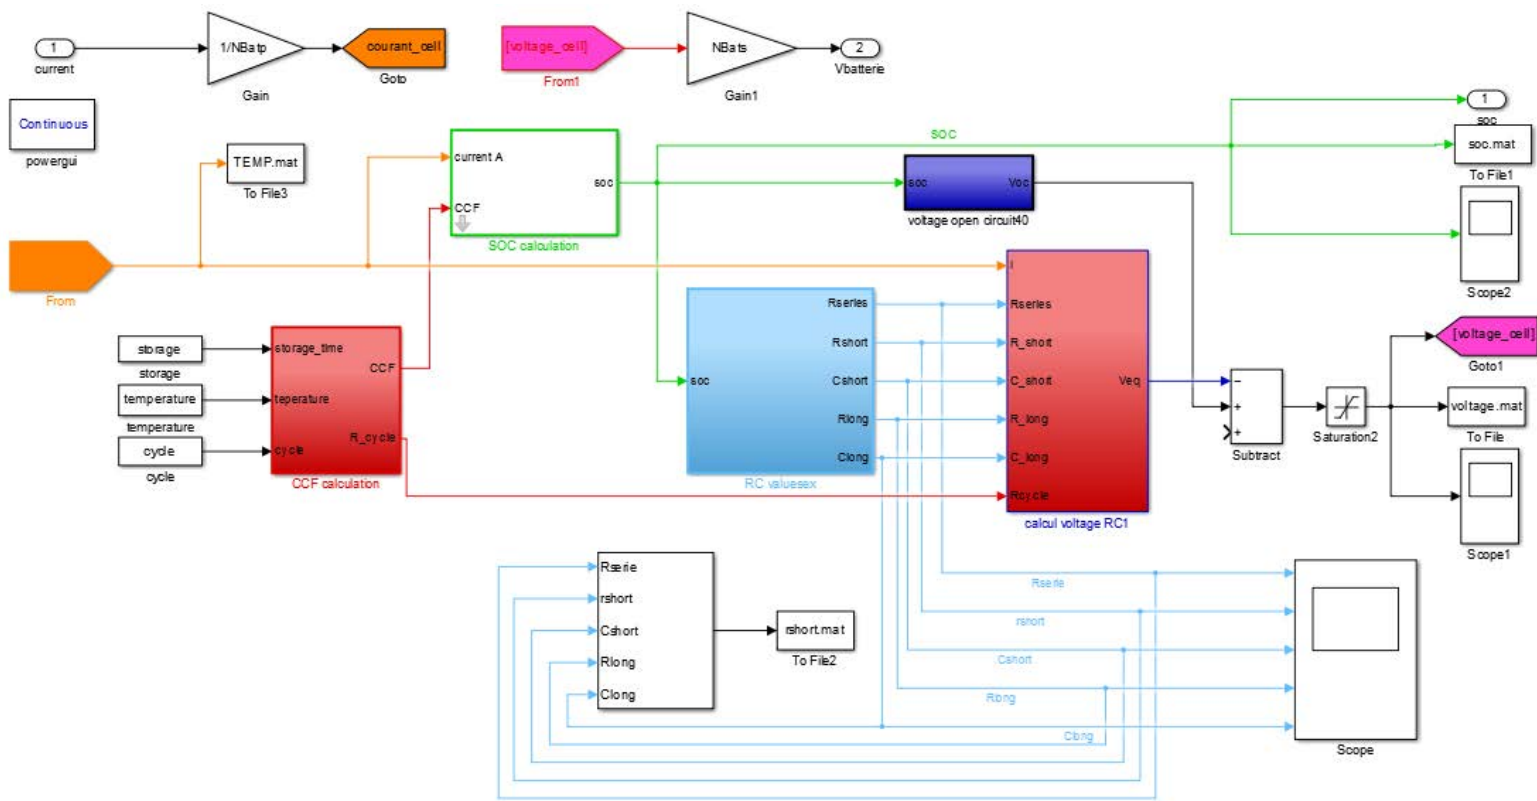 1
current
1/NBatp
Gain
courant_cell
Goto
[voltage_cell]
From1
NBats
Gain1
2
Vbatterie
Continuous
powergui
TEMP.mat
To File3
current A
CCF
soc
SOC calculation
SOC
soc
Voc
voltage open circuit40
1
soc
soc.mat
To File1
Scope2
From
storage
storage
temperature
temperature
cycle
cycle
storage_time
teperature
cycle
CCF
R_cycle
CCF calculation
soc
Rseries
Rshort
Cshort
Rlong
Clong
RC valuesex
I
Rseries
R_short
C_short
R_long
C_long
Rcycle
Veq
calcul voltage RC1
−
+
+
Subtract
Saturation2
[voltage_cell]
Goto1
voltage.mat
To File
Scope1
Rserie
rshort
Cshort
Rlong
Clong
rshort.mat
To File2
Rserie
rshort
Cshort
Rlong
Clong
Scope